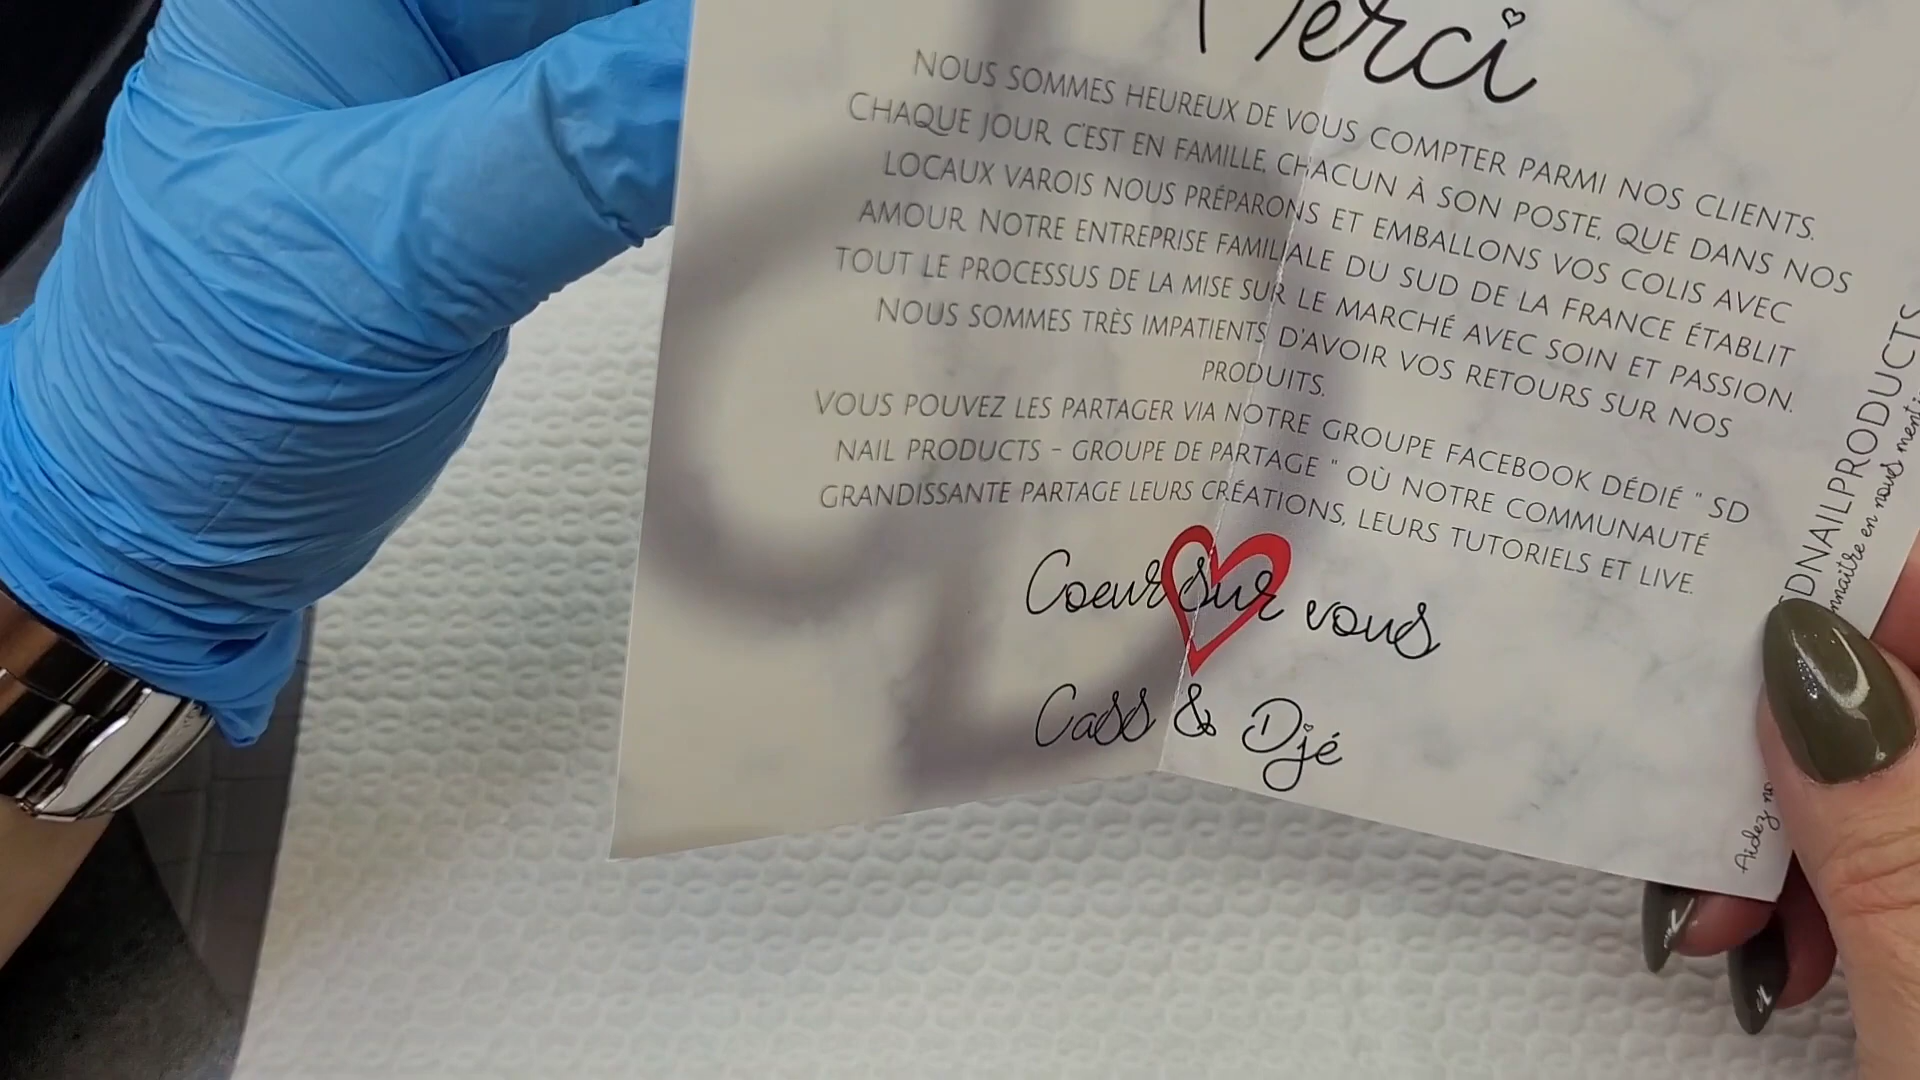 Merci
NOUS SOMMES HEUREUX DE VOUS COMPTER PARMI NOS CLIENTS.
CHAQUE JOUR C'EST EN FAMILLE, CHACUN À SON POSTE, QUE DANS NOS
LOCAUX VAROIS NOUS PRÉPARONS ET EMBALLONS VOS COLIS AVEC
AMOUR NOTRE ENTREPRISE FAMILIALE DU SUD DE LA FRANCE ÉTABLIT
TOUT LE PROCESSUS DE LA MISE SUR LE MARCHÉ AVEC SOIN ET PASSION.
NOUS SOMMES TRÈS IMPATIENTS D'AVOIR VOS RETOURS SUR NOS
PRODUITS.
VOUS POUVEZ LES PARTAGER VIA NOTRE GROUPE FACEBOOK DÉDIÉ " SD
NAIL PRODUCTS - GROUPE DE PARTAGE " OÙ NOTRE COMMUNAUTÉ
GRANDISSANTE PARTAGE LEURS CRÉATIONS, LEURS TUTORIELS ET LIVE.
Coeur sur vous
Cass & Djé
DNAILPRODUCTS
Aidez en nous